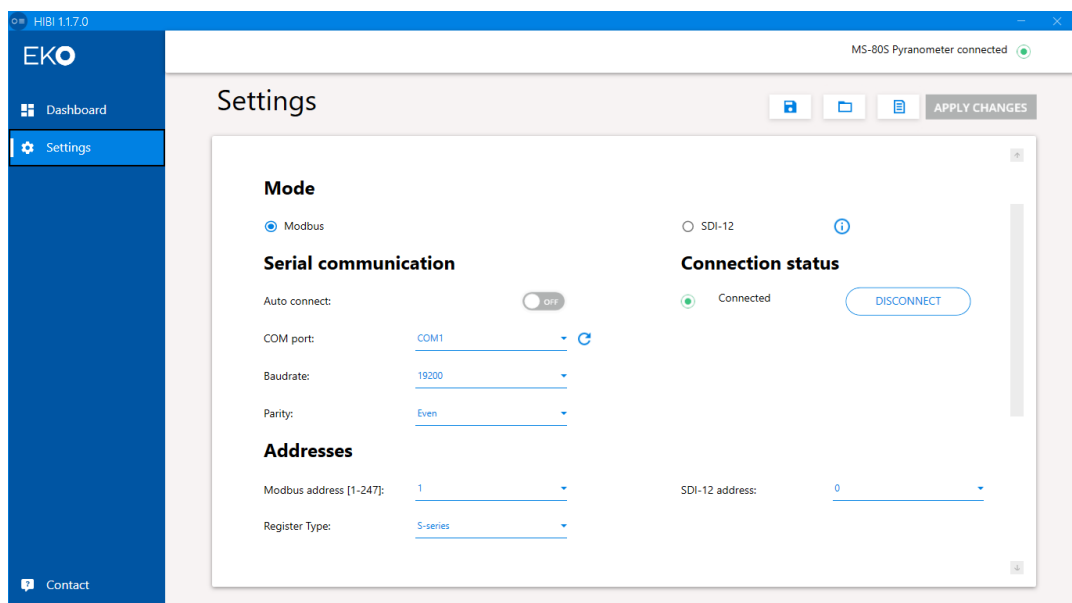 HIBI 1.1.7.0
EKO
MS-80S Pyranometer connected
Dashboard
Settings
Contact
Settings
APPLY CHANGES
Mode
Modbus
SDI-12
Serial communication
Connection status
Auto connect: OFF
Connected
DISCONNECT
COM port: COM1
Baudrate: 19200
Parity: Even
Addresses
Modbus address [1-247]: 1
SDI-12 address: 0
Register Type: S-series